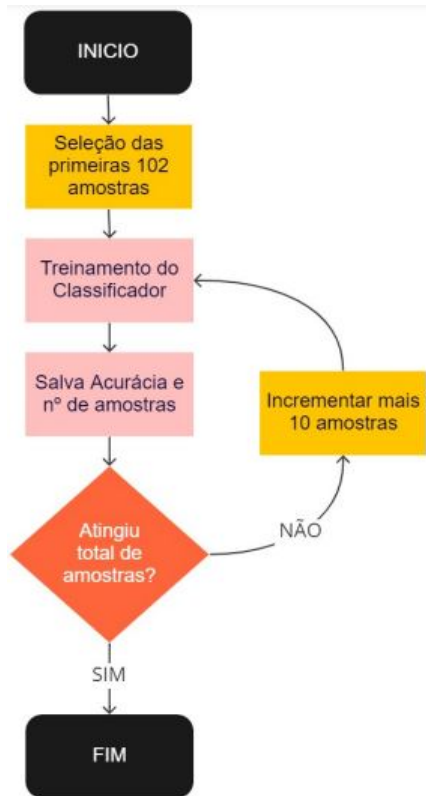 INICIO
Seleção das
primeiras 102
amostras
Treinamento do
Classificador
Salva Acurácia e
nº de amostras
Incrementar mais
10 amostras
Atingiu
total de
amostras?
NÃO
SIM
FIM